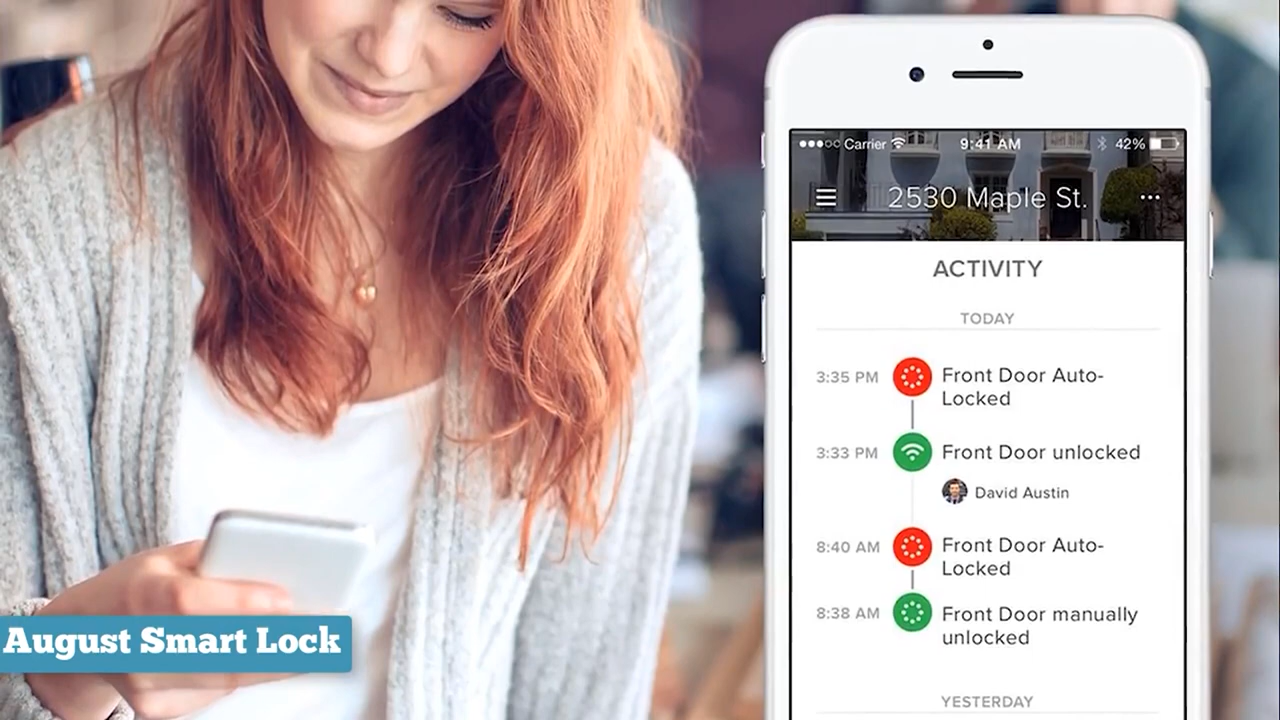 Carrier 9:41 AM 42%
2530 Maple St.
ACTIVITY
TODAY
3:35 PM Front Door Auto-
Locked
3:33 PM Front Door unlocked
David Austin
8:40 AM Front Door Auto-
Locked
8:38 AM Front Door manually
unlocked
YESTERDAY
August Smart Lock